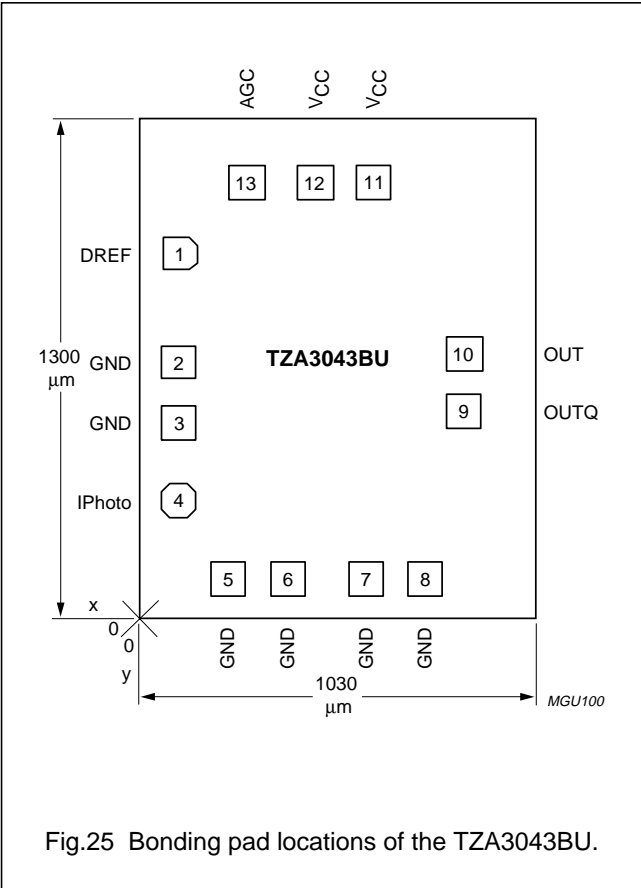 AGC
VCC
VCC
13
12
11
DREF
1
1300
μm
GND
2
TZA3043BU
10
OUT
GND
3
9
OUTQ
IPhoto
4
5
6
7
8
x
0
0
y
GND
GND
GND
GND
1030
μm
MGU100
Fig.25 Bonding pad locations of the TZA3043BU.